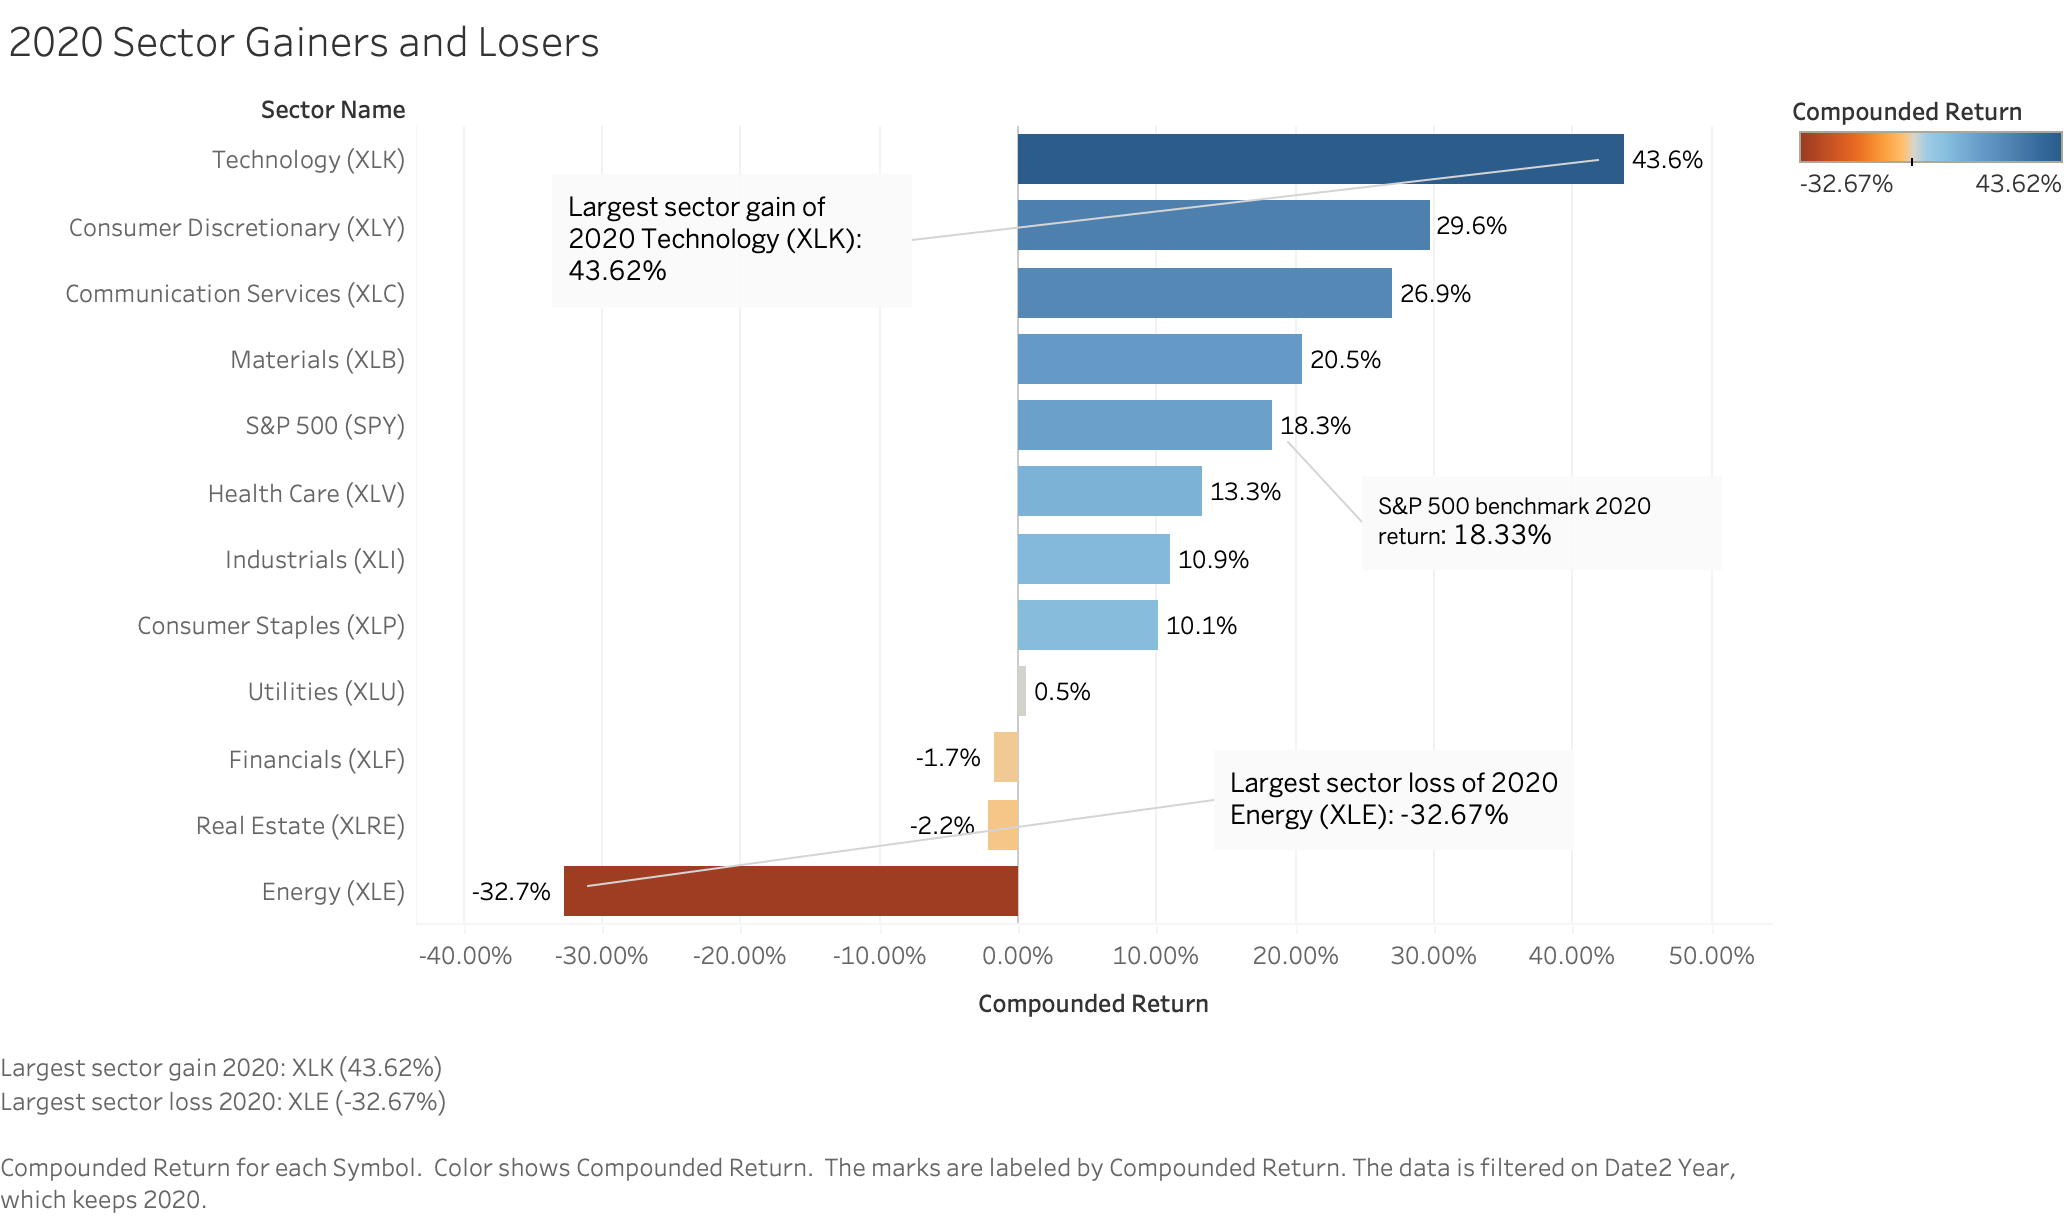 2020 Sector Gainers and Losers
Sector Name
Compounded Return
-32.67% 43.62%
Technology (XLK) 43.6%
Largest sector gain of
2020 Technology (XLK):
43.62%
Consumer Discretionary (XLY) 29.6%
Communication Services (XLC) 26.9%
Materials (XLB) 20.5%
S&P 500 (SPY) 18.3%
Health Care (XLV) 13.3%
S&P 500 benchmark 2020
return: 18.33%
Industrials (XLI) 10.9%
Consumer Staples (XLP) 10.1%
Utilities (XLU) 0.5%
Financials (XLF) -1.7%
Largest sector loss of 2020
Energy (XLE): -32.67%
Real Estate (XLRE) -2.2%
Energy (XLE) -32.7%
-40.00% -30.00% -20.00% -10.00% 0.00% 10.00% 20.00% 30.00% 40.00% 50.00%
Compounded Return
Largest sector gain 2020: XLK (43.62%)
Largest sector loss 2020: XLE (-32.67%)
Compounded Return for each Symbol.  Color shows Compounded Return.  The marks are labeled by Compounded Return. The data is filtered on Date2 Year,
which keeps 2020.